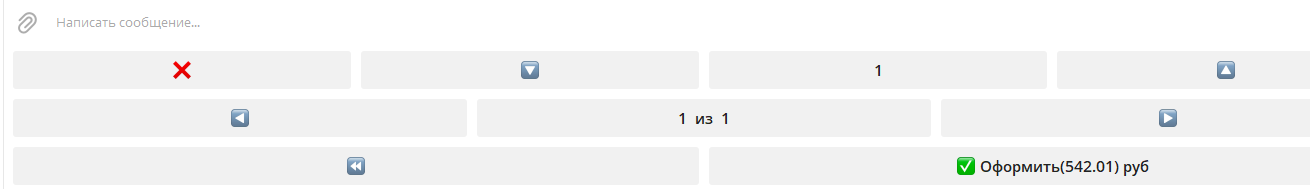 Написать сообщение...
❌ 🔽 1 🔼
◀️ 1 из 1 ▶️
⏪ ✅ Оформить(542.01) руб